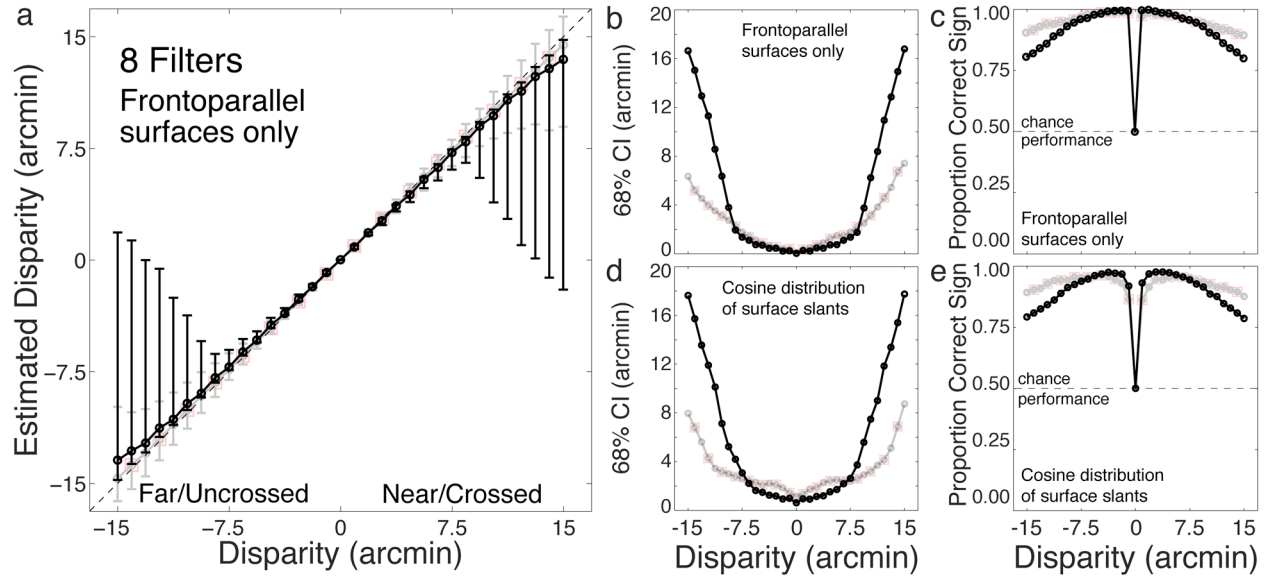 a
Estimated Disparity (arcmin)
15
7.5
0
−7.5
−15
8 Filters
Frontoparallel
surfaces only
Far/Uncrossed
Near/Crossed
−15
−7.5
0
7.5
15
Disparity (arcmin)
b
68% CI (arcmin)
20
16
12
8
4
0
Frontoparallel
surfaces only
c
Proportion Correct Sign
1.00
0.75
0.50
0.25
0.00
chance
performance
Frontoparallel
surfaces only
d
68% CI (arcmin)
20
16
12
8
4
0
Cosine distribution
of surface slants
-15
-7.5
0
7.5
15
Disparity (arcmin)
e
Proportion Correct Sign
1.00
0.75
0.50
0.25
0.00
chance
performance
Cosine distribution
of surface slants
-15
-7.5
0
7.5
15
Disparity (arcmin)